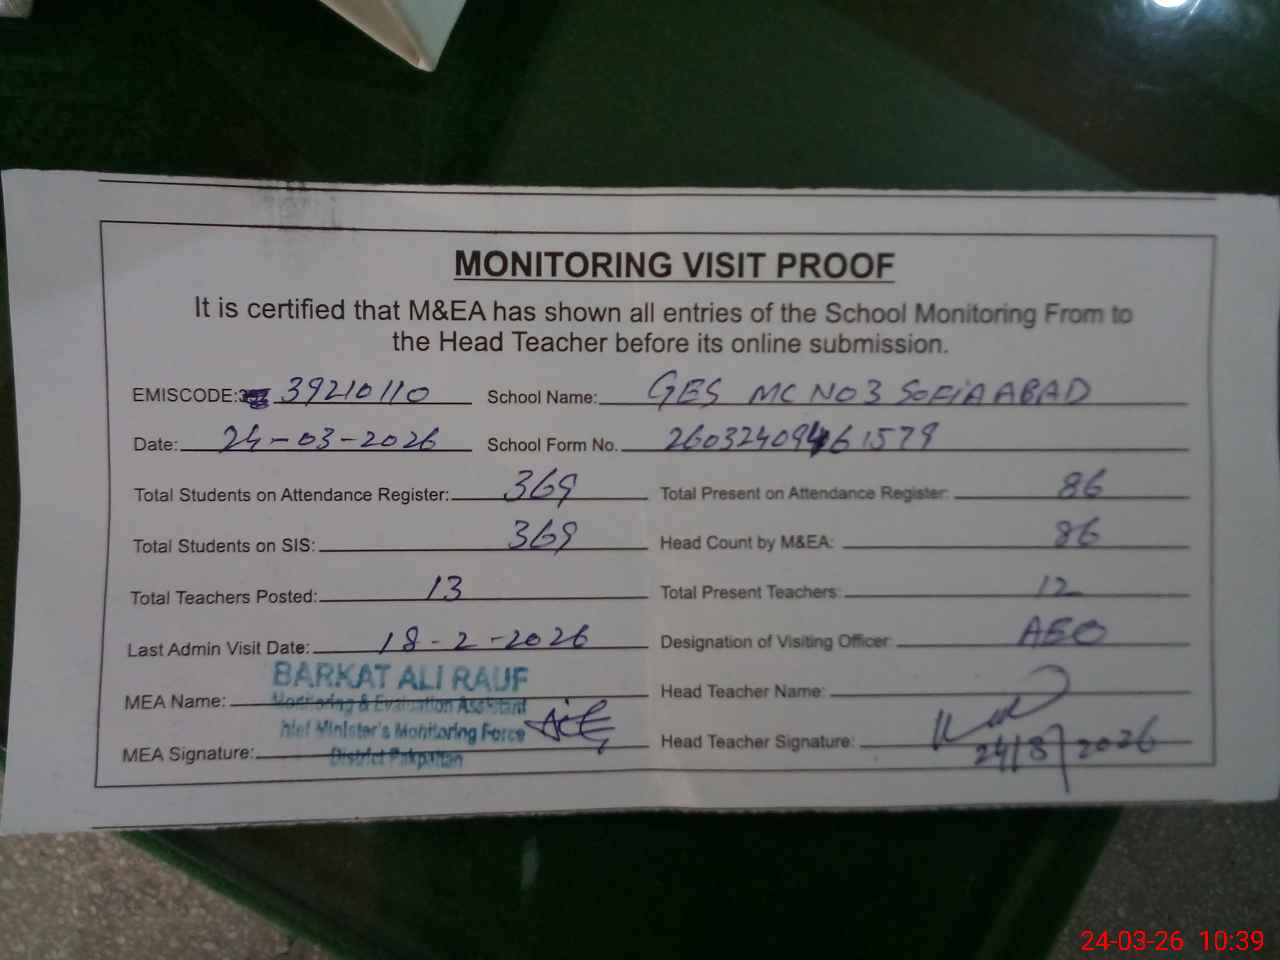 MONITORING VISIT PROOF
It is certified that M&EA has shown all entries of the School Monitoring From to
the Head Teacher before its online submission.
EMISCODE: 39210110 School Name: GES MC NO3 SOFIAABAD
Date: 24-03-2026 School Form No. 260324094461579
Total Students on Attendance Register: 369 Total Present on Attendance Register: 86
Total Students on SIS: 369 Head Count by M&EA: 86
Total Teachers Posted: 13 Total Present Teachers: 12
Last Admin Visit Date: 18-2-2026 Designation of Visiting Officer: AEO
BARKAT ALI RAUF
MEA Name: Monitoring & Evaluation Assistant Head Teacher Name:
hief Minister's Monitoring Force
MEA Signature: District Pakpattan Head Teacher Signature:
24/8/2026
24-03-26 10:39